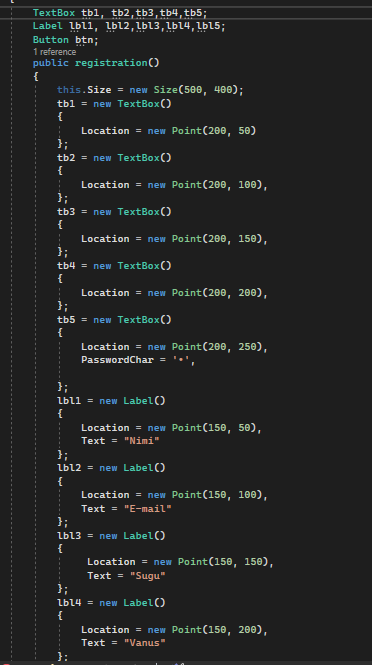 {
TextBox tb1, tb2,tb3,tb4,tb5;
Label lbl1, lbl2,lbl3,lbl4,lbl5;
Button btn;
1 reference
public registration()
{
this.Size = new Size(500, 400);
tb1 = new TextBox()
{
Location = new Point(200, 50)
};
tb2 = new TextBox()
{
Location = new Point(200, 100),
};
tb3 = new TextBox()
{
Location = new Point(200, 150),
};
tb4 = new TextBox()
{
Location = new Point(200, 200),
};
tb5 = new TextBox()
{
Location = new Point(200, 250),
PasswordChar = '*',
};
lbl1 = new Label()
{
Location = new Point(150, 50),
Text = "Nimi"
};
lbl2 = new Label()
{
Location = new Point(150, 100),
Text = "E-mail"
};
lbl3 = new Label()
{
Location = new Point(150, 150),
Text = "Sugu"
};
lbl4 = new Label()
{
Location = new Point(150, 200),
Text = "Vanus"
};